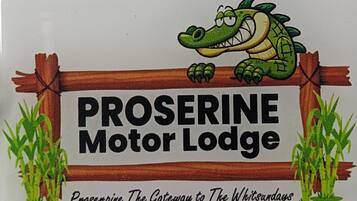 PROSERINE
Motor Lodge
Proserpine The Gateway to The Whitsundays